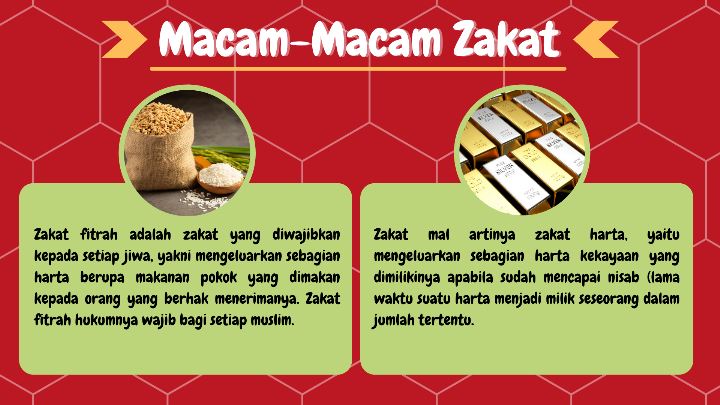 Macam-Macam Zakat
Zakat fitrah adalah zakat yang diwajibkan
kepada setiap jiwa, yakni mengeluarkan sebagian
harta berupa makanan pokok yang dimakan
kepada orang yang berhak menerimanya. Zakat
fitrah hukumnya wajib bagi setiap muslim.
Zakat mal artinya zakat harta, yaitu
mengeluarkan sebagian harta kekayaan yang
dimilikinya apabila sudah mencapai nisab (lama
waktu suatu harta menjadi milik seseorang dalam
jumlah tertentu.